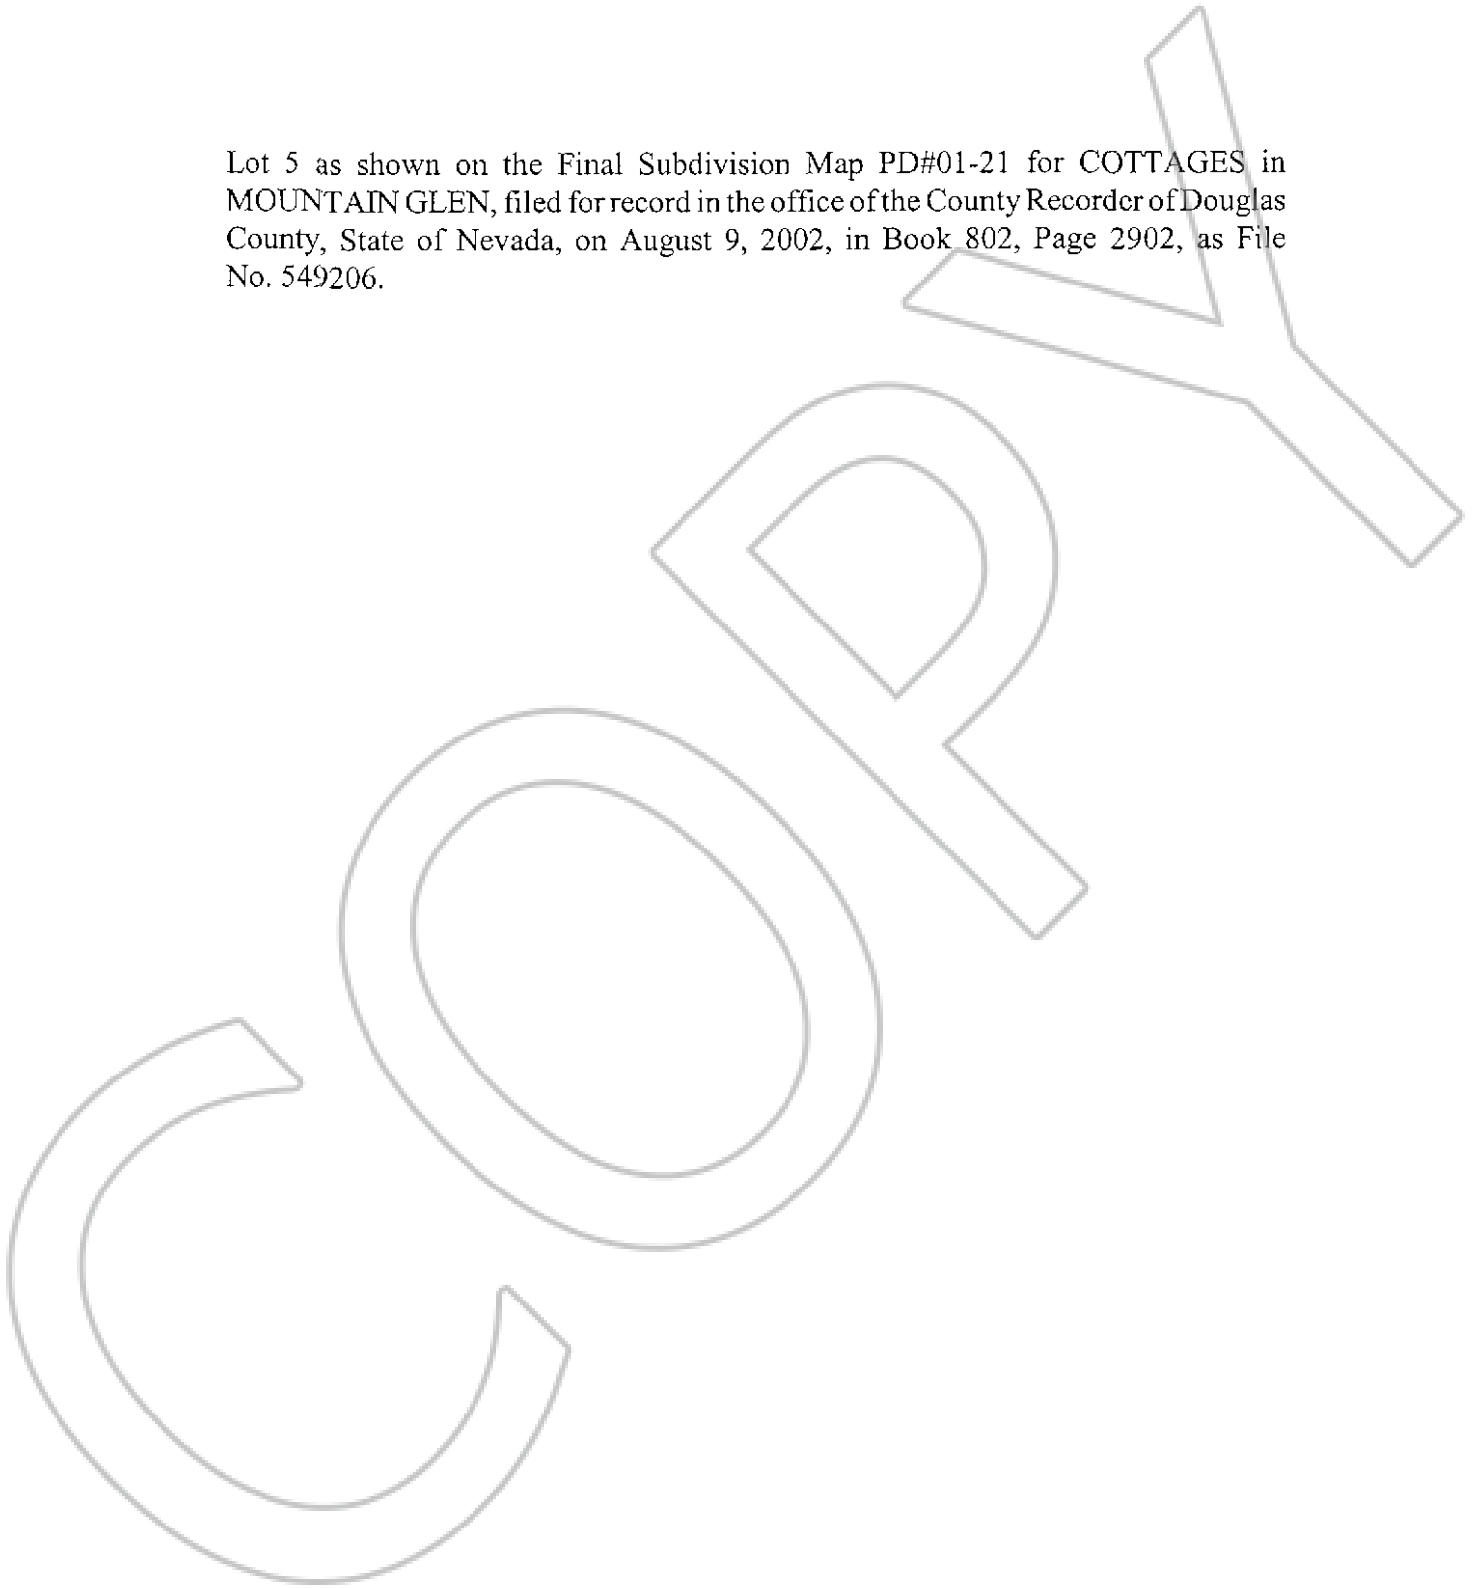 Lot 5 as shown on the Final Subdivision Map PD#01-21 for COTTAGES in
MOUNTAIN GLEN, filed for record in the office of the County Recorder of Douglas
County, State of Nevada, on August 9, 2002, in Book 802, Page 2902, as File
No. 549206.
COPY